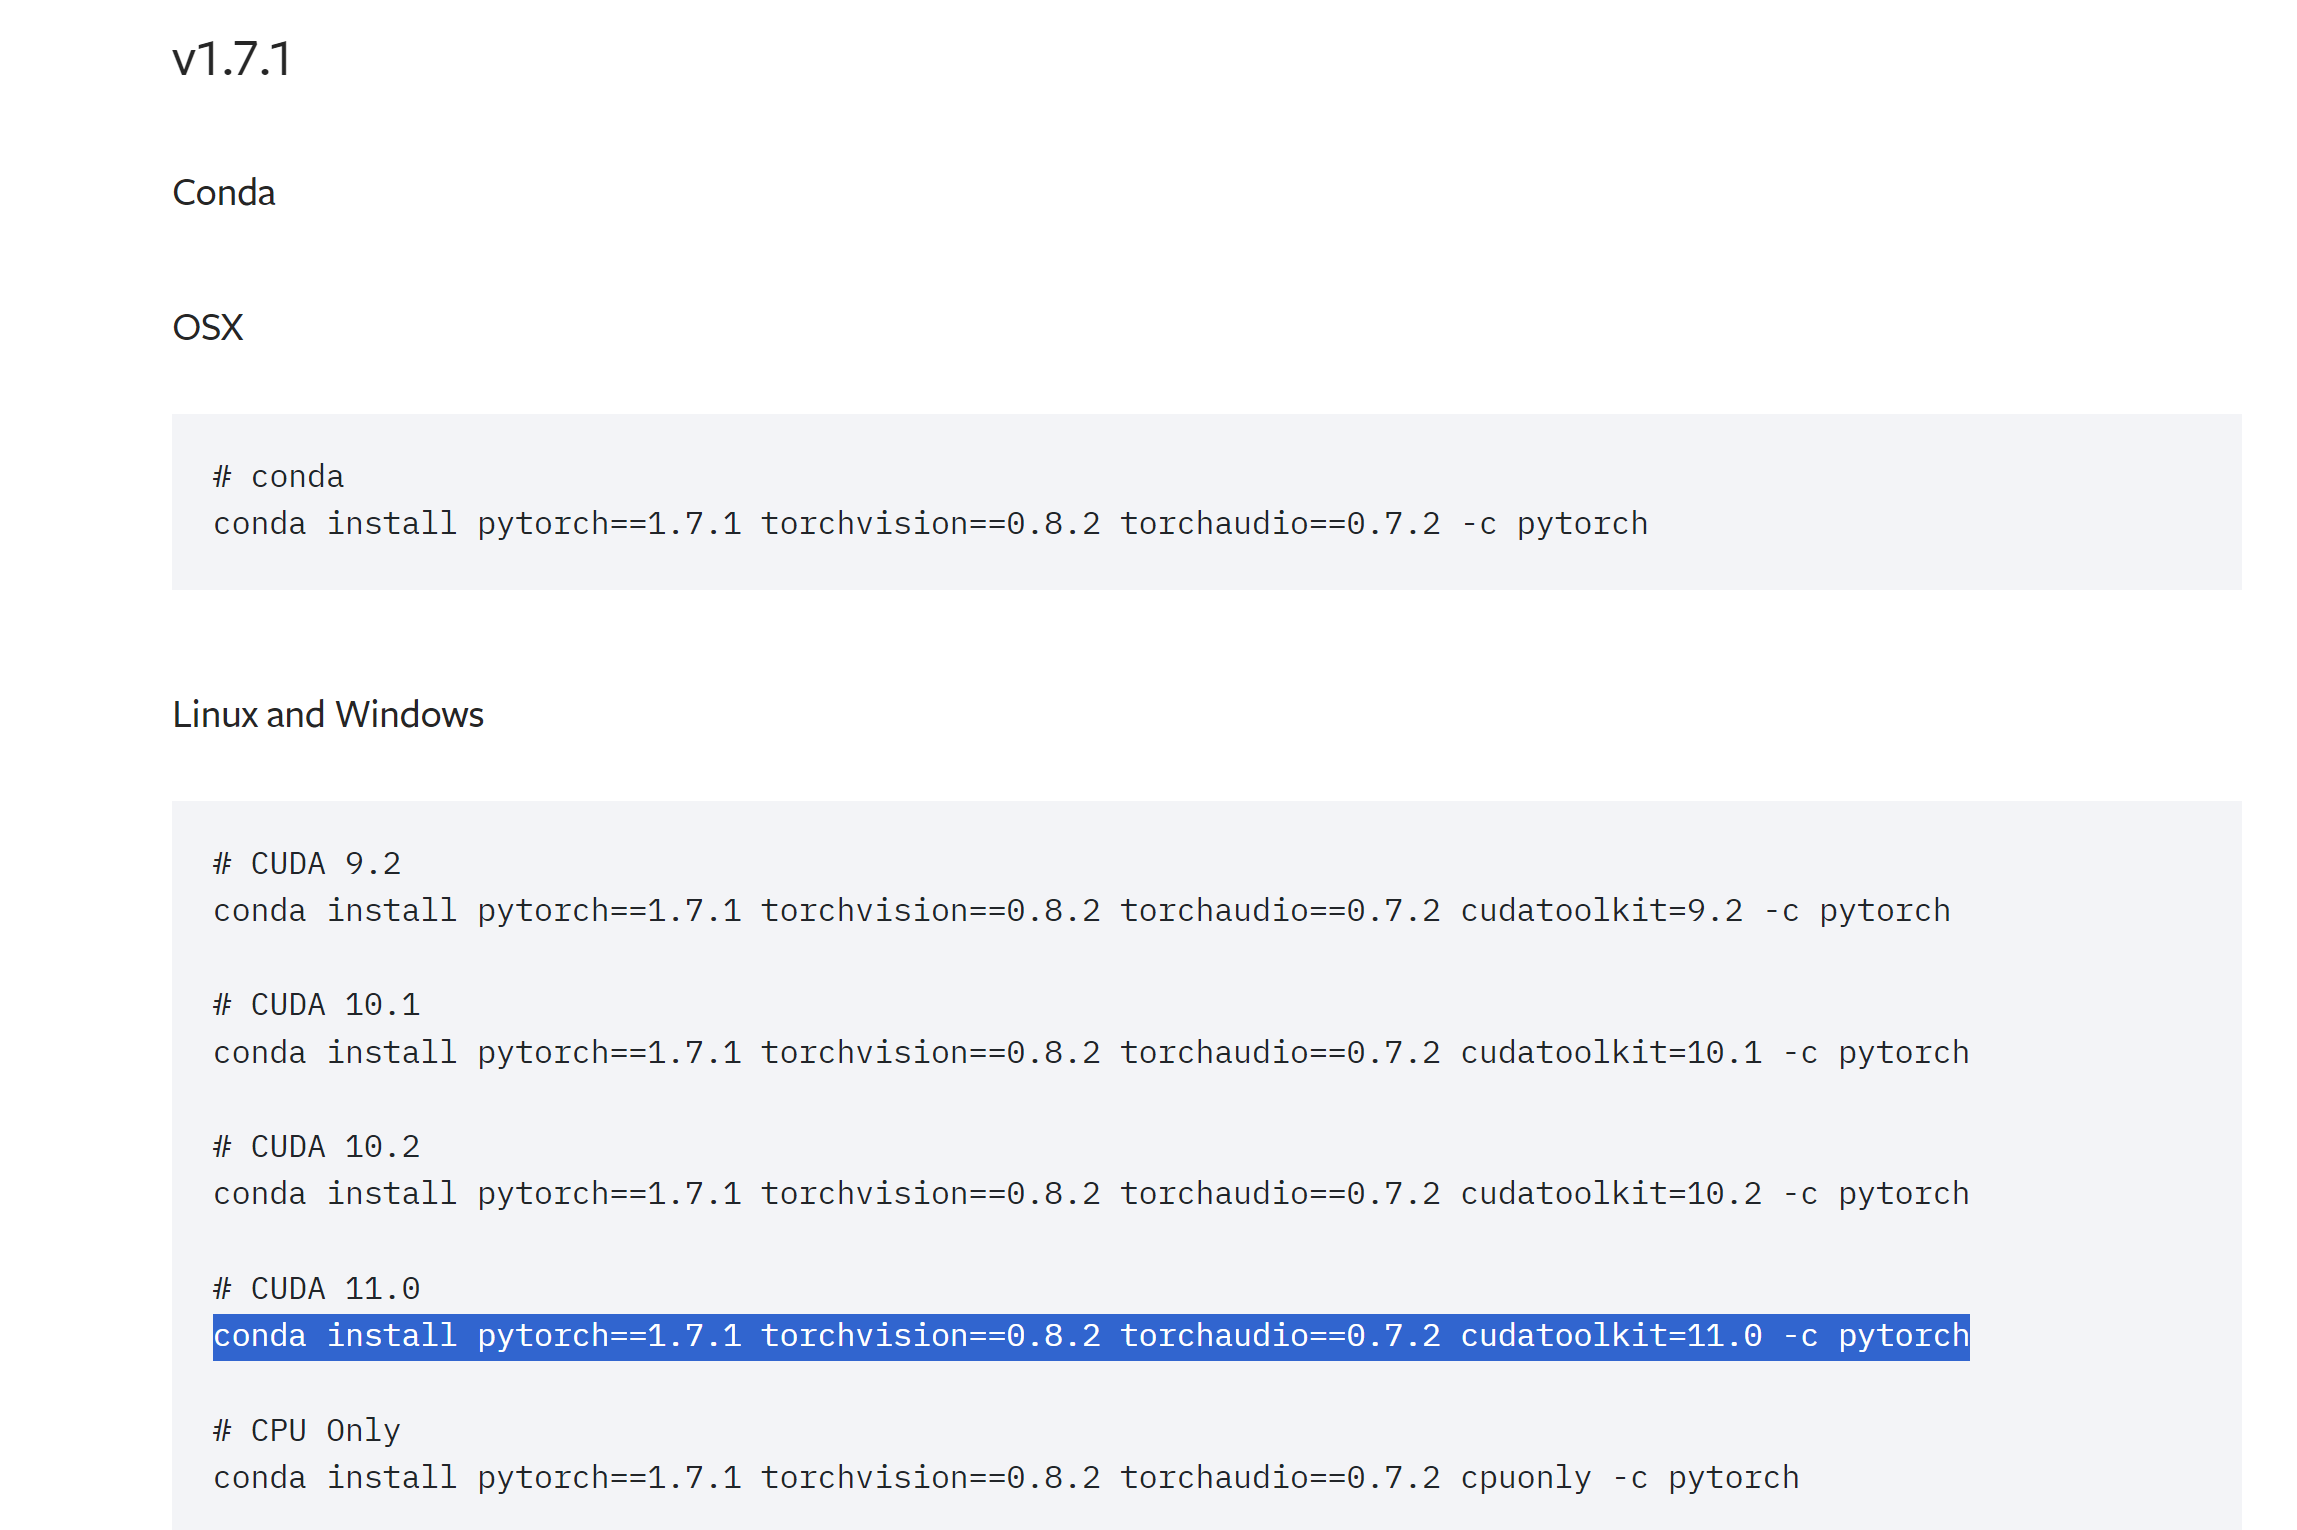 v1.7.1
Conda
OSX
# conda
conda install pytorch==1.7.1 torchvision==0.8.2 torchaudio==0.7.2 -c pytorch
Linux and Windows
# CUDA 9.2
conda install pytorch==1.7.1 torchvision==0.8.2 torchaudio==0.7.2 cudatoolkit=9.2 -c pytorch
# CUDA 10.1
conda install pytorch==1.7.1 torchvision==0.8.2 torchaudio==0.7.2 cudatoolkit=10.1 -c pytorch
# CUDA 10.2
conda install pytorch==1.7.1 torchvision==0.8.2 torchaudio==0.7.2 cudatoolkit=10.2 -c pytorch
# CUDA 11.0
conda install pytorch==1.7.1 torchvision==0.8.2 torchaudio==0.7.2 cudatoolkit=11.0 -c pytorch
# CPU Only
conda install pytorch==1.7.1 torchvision==0.8.2 torchaudio==0.7.2 cpuonly -c pytorch